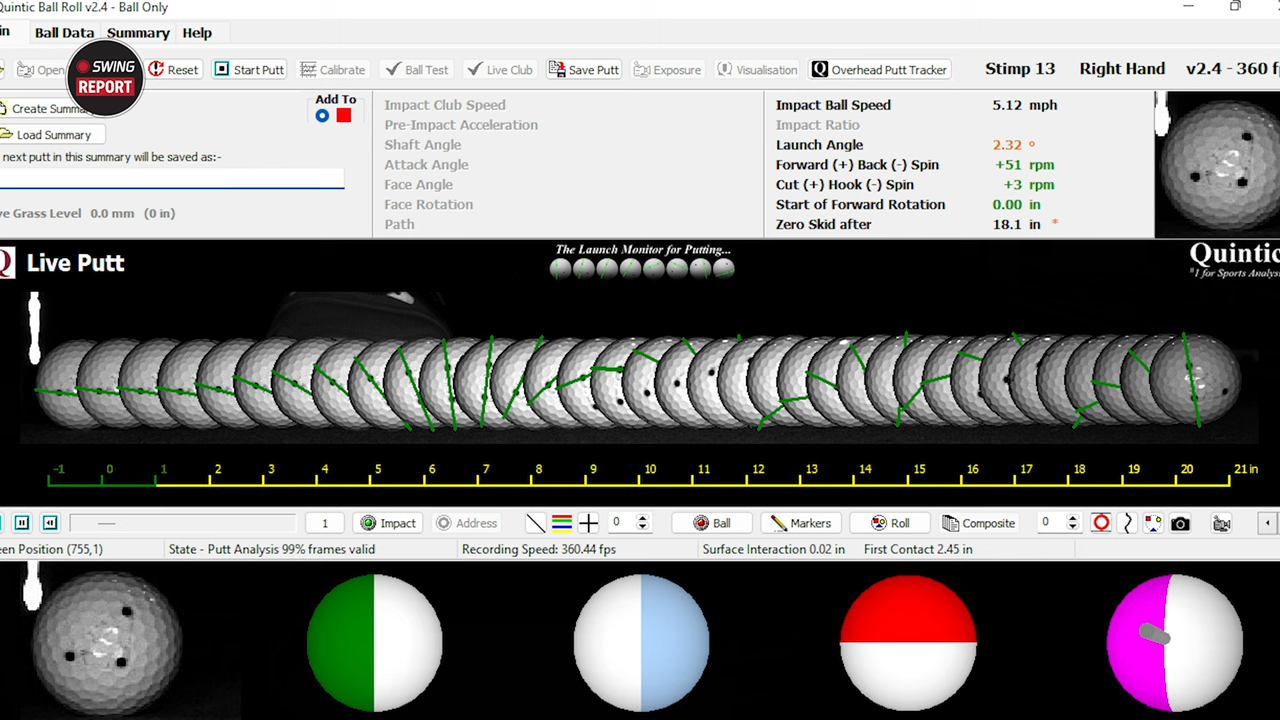 Quintic Ball Roll v2.4 - Ball Only
in Ball Data Summary Help
Open SWING REPORT Reset Start Putt Calibrate Ball Test Live Club Save Putt Exposure Visualisation Q Overhead Putt Tracker Stimp 13 Right Hand v2.4 - 360 fp
Create Summa
Add To
Load Summary
next putt in this summary will be saved as:-
ve Grass Level 0.0 mm (0 in)
Impact Club Speed
Pre-Impact Acceleration
Shaft Angle
Attack Angle
Face Angle
Face Rotation
Path
Impact Ball Speed 5.12 mph
Impact Ratio
Launch Angle 2.32 º
Forward (+) Back (-) Spin +51 rpm
Cut (+) Hook (-) Spin +3 rpm
Start of Forward Rotation 0.00 in
Zero Skid after 18.1 in *
Q Live Putt
The Launch Monitor for Putting...
Quintic
"1 for Sports Analys
-1 0 1 2 3 4 5 6 7 8 9 10 11 12 13 14 15 16 17 18 19 20 21 in
1 Impact Address 0 Ball Markers Roll Composite 0
een Position (755,1) State - Putt Analysis 99% frames valid Recording Speed: 360.44 fps Surface Interaction 0.02 in First Contact 2.45 in